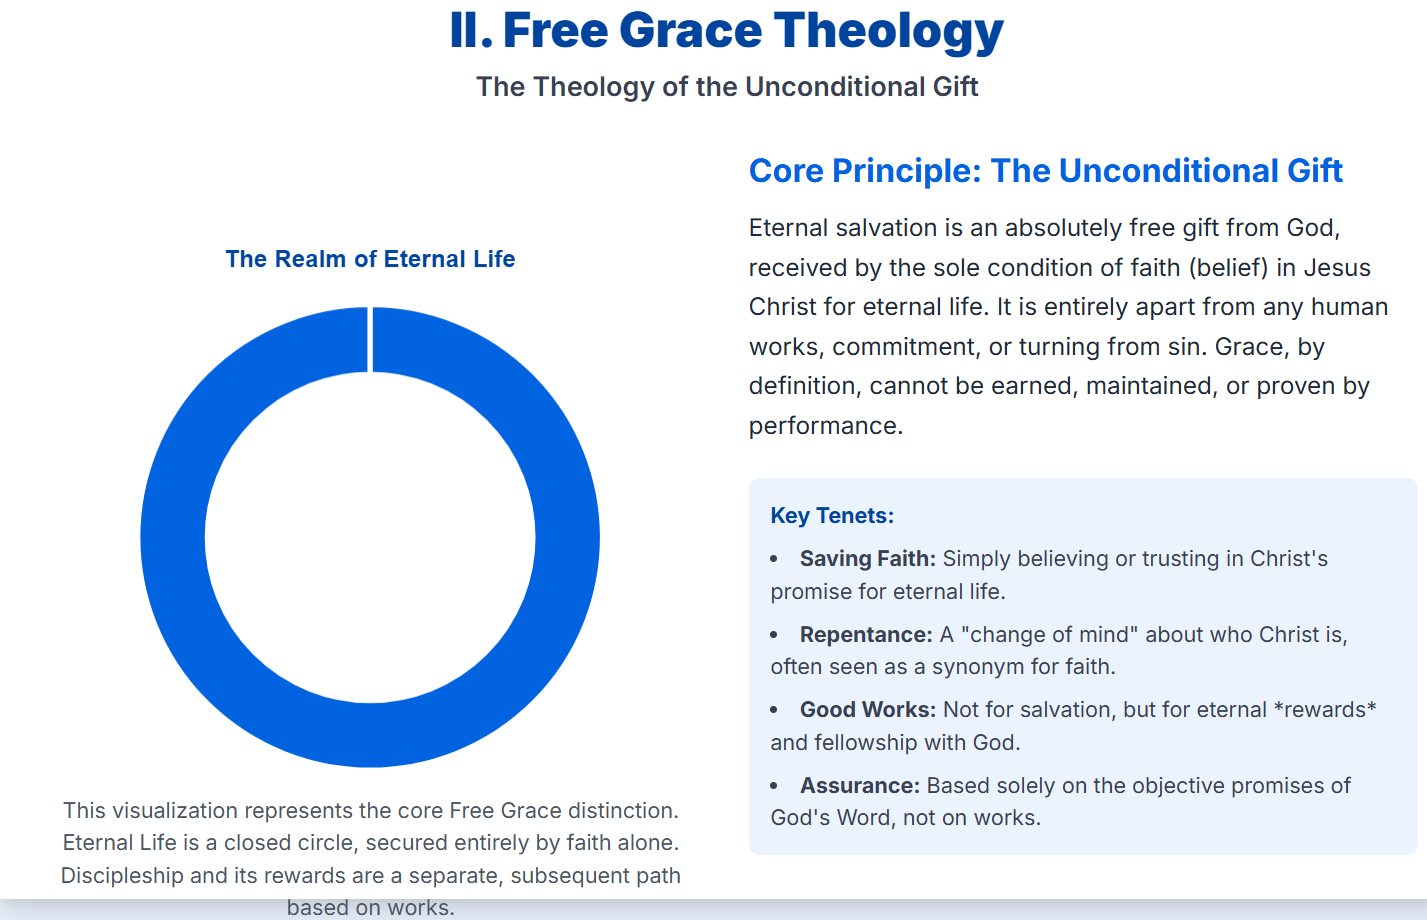 II. Free Grace Theology
The Theology of the Unconditional Gift
The Realm of Eternal Life
This visualization represents the core Free Grace distinction.
Eternal Life is a closed circle, secured entirely by faith alone.
Discipleship and its rewards are a separate, subsequent path
based on works.
Core Principle: The Unconditional Gift
Eternal salvation is an absolutely free gift from God,
received by the sole condition of faith (belief) in Jesus
Christ for eternal life. It is entirely apart from any human
works, commitment, or turning from sin. Grace, by
definition, cannot be earned, maintained, or proven by
performance.
Key Tenets:
• Saving Faith: Simply believing or trusting in Christ's
promise for eternal life.
• Repentance: A "change of mind" about who Christ is,
often seen as a synonym for faith.
• Good Works: Not for salvation, but for eternal *rewards*
and fellowship with God.
• Assurance: Based solely on the objective promises of
God's Word, not on works.